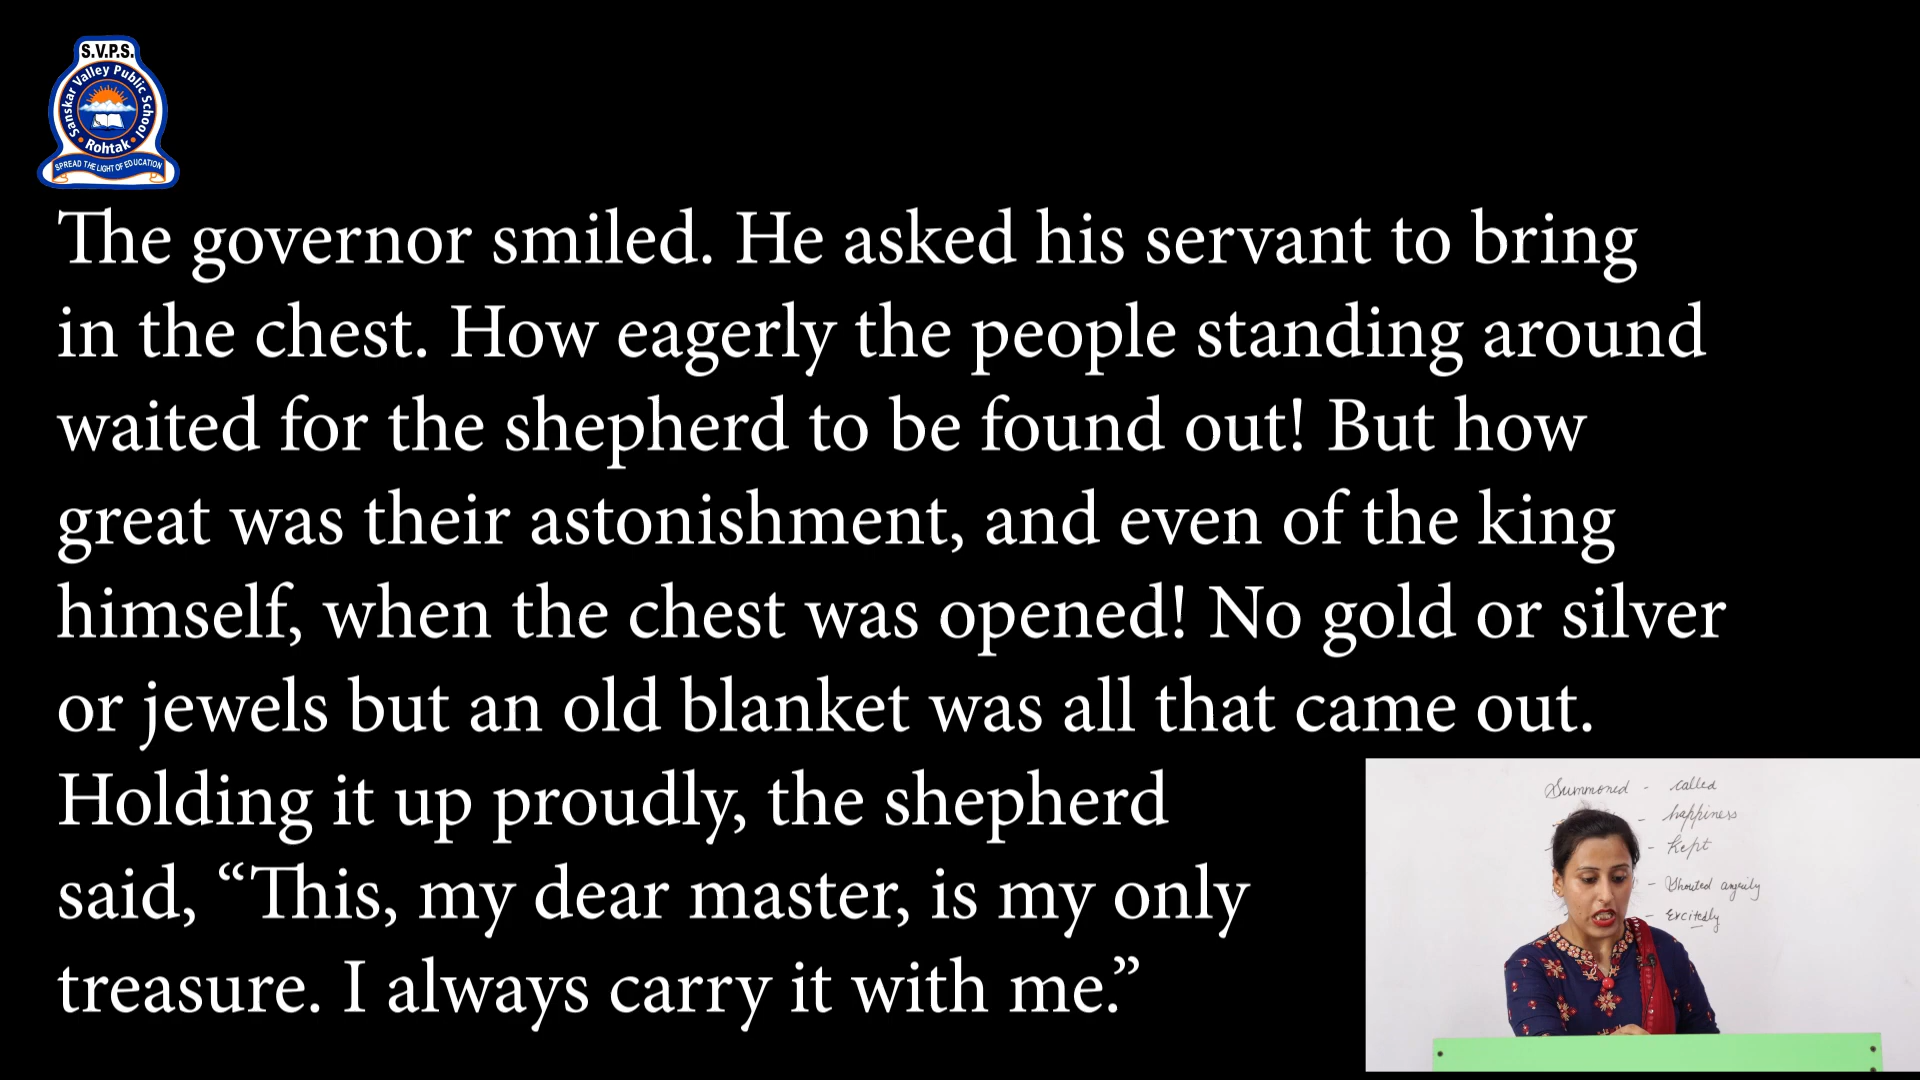 S.V.P.S.
Sanskar Valley Public School
Rohtak
SPREAD THE LIGHT OF EDUCATION
The governor smiled. He asked his servant to bring
in the chest. How eagerly the people standing around
waited for the shepherd to be found out! But how
great was their astonishment, and even of the king
himself, when the chest was opened! No gold or silver
or jewels but an old blanket was all that came out.
Holding it up proudly, the shepherd
said, “This, my dear master, is my only
treasure. I always carry it with me.”
Summoned - called
- happiness
- kept
- Shouted angrily
- Excitedly